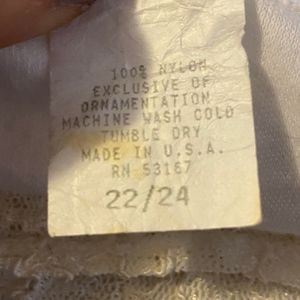 100% NYLON
EXCLUSIVE OF
ORNAMENTATION
MACHINE WASH COLD
TUMBLE DRY
MADE IN U.S.A.
RN 53167
22/24